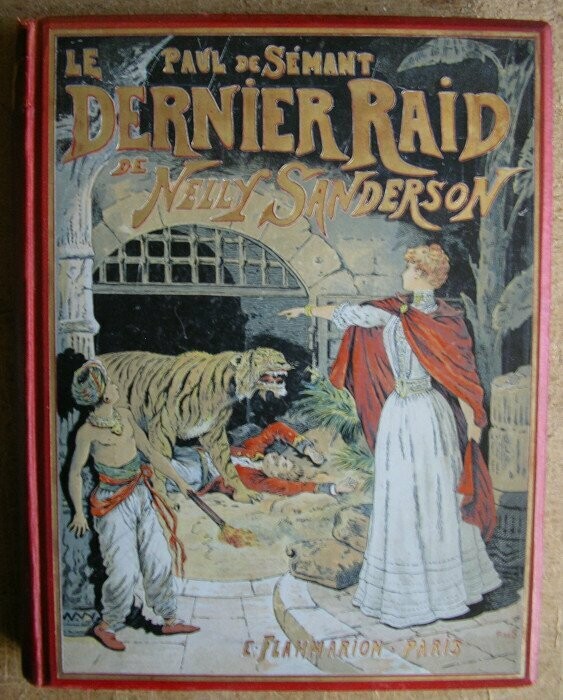 PAUL DE SÉMANT
LE
DERNIER RAID
DE NELLY SANDERSON
E. FLAMMARION - PARIS